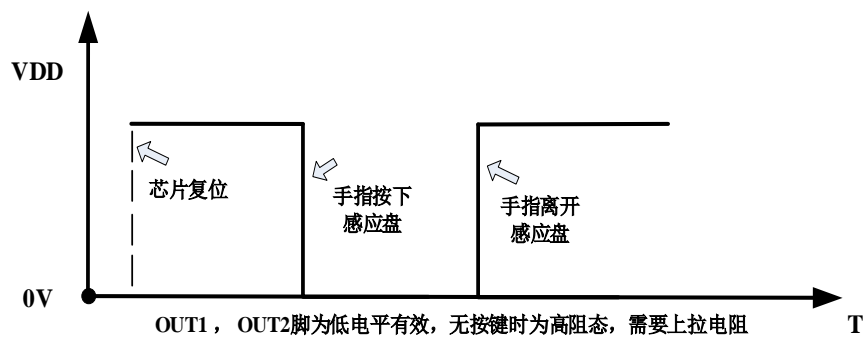 VDD
芯片复位
手指按下
感应盘
手指离开
感应盘
0V
OUT1 ， OUT2脚为低电平有效，无按键时为高阻态，需要上拉电阻
T